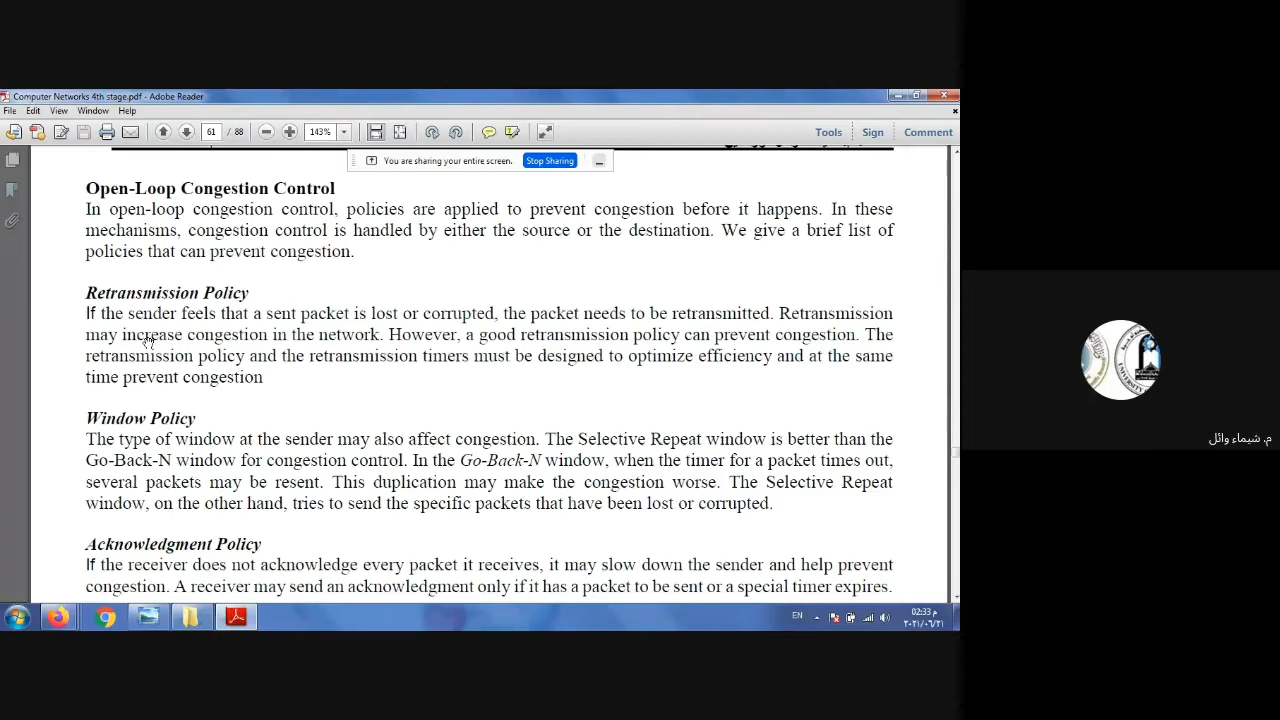 Computer Networks 4th stage.pdf - Adobe Reader
File Edit View Window Help
61 / 88 143% Tools Sign Comment
You are sharing your entire screen. Stop Sharing
Open-Loop Congestion Control
In open-loop congestion control, policies are applied to prevent congestion before it happens. In these
mechanisms, congestion control is handled by either the source or the destination. We give a brief list of
policies that can prevent congestion.
Retransmission Policy
If the sender feels that a sent packet is lost or corrupted, the packet needs to be retransmitted. Retransmission
may increase congestion in the network. However, a good retransmission policy can prevent congestion. The
retransmission policy and the retransmission timers must be designed to optimize efficiency and at the same
time prevent congestion
Window Policy
The type of window at the sender may also affect congestion. The Selective Repeat window is better than the
Go-Back-N window for congestion control. In the Go-Back-N window, when the timer for a packet times out,
several packets may be resent. This duplication may make the congestion worse. The Selective Repeat
window, on the other hand, tries to send the specific packets that have been lost or corrupted.
Acknowledgment Policy
If the receiver does not acknowledge every packet it receives, it may slow down the sender and help prevent
congestion. A receiver may send an acknowledgment only if it has a packet to be sent or a special timer expires.
م. شيماء وائل
EN
02:33 م
٢٠٢١/٠٦/٢١